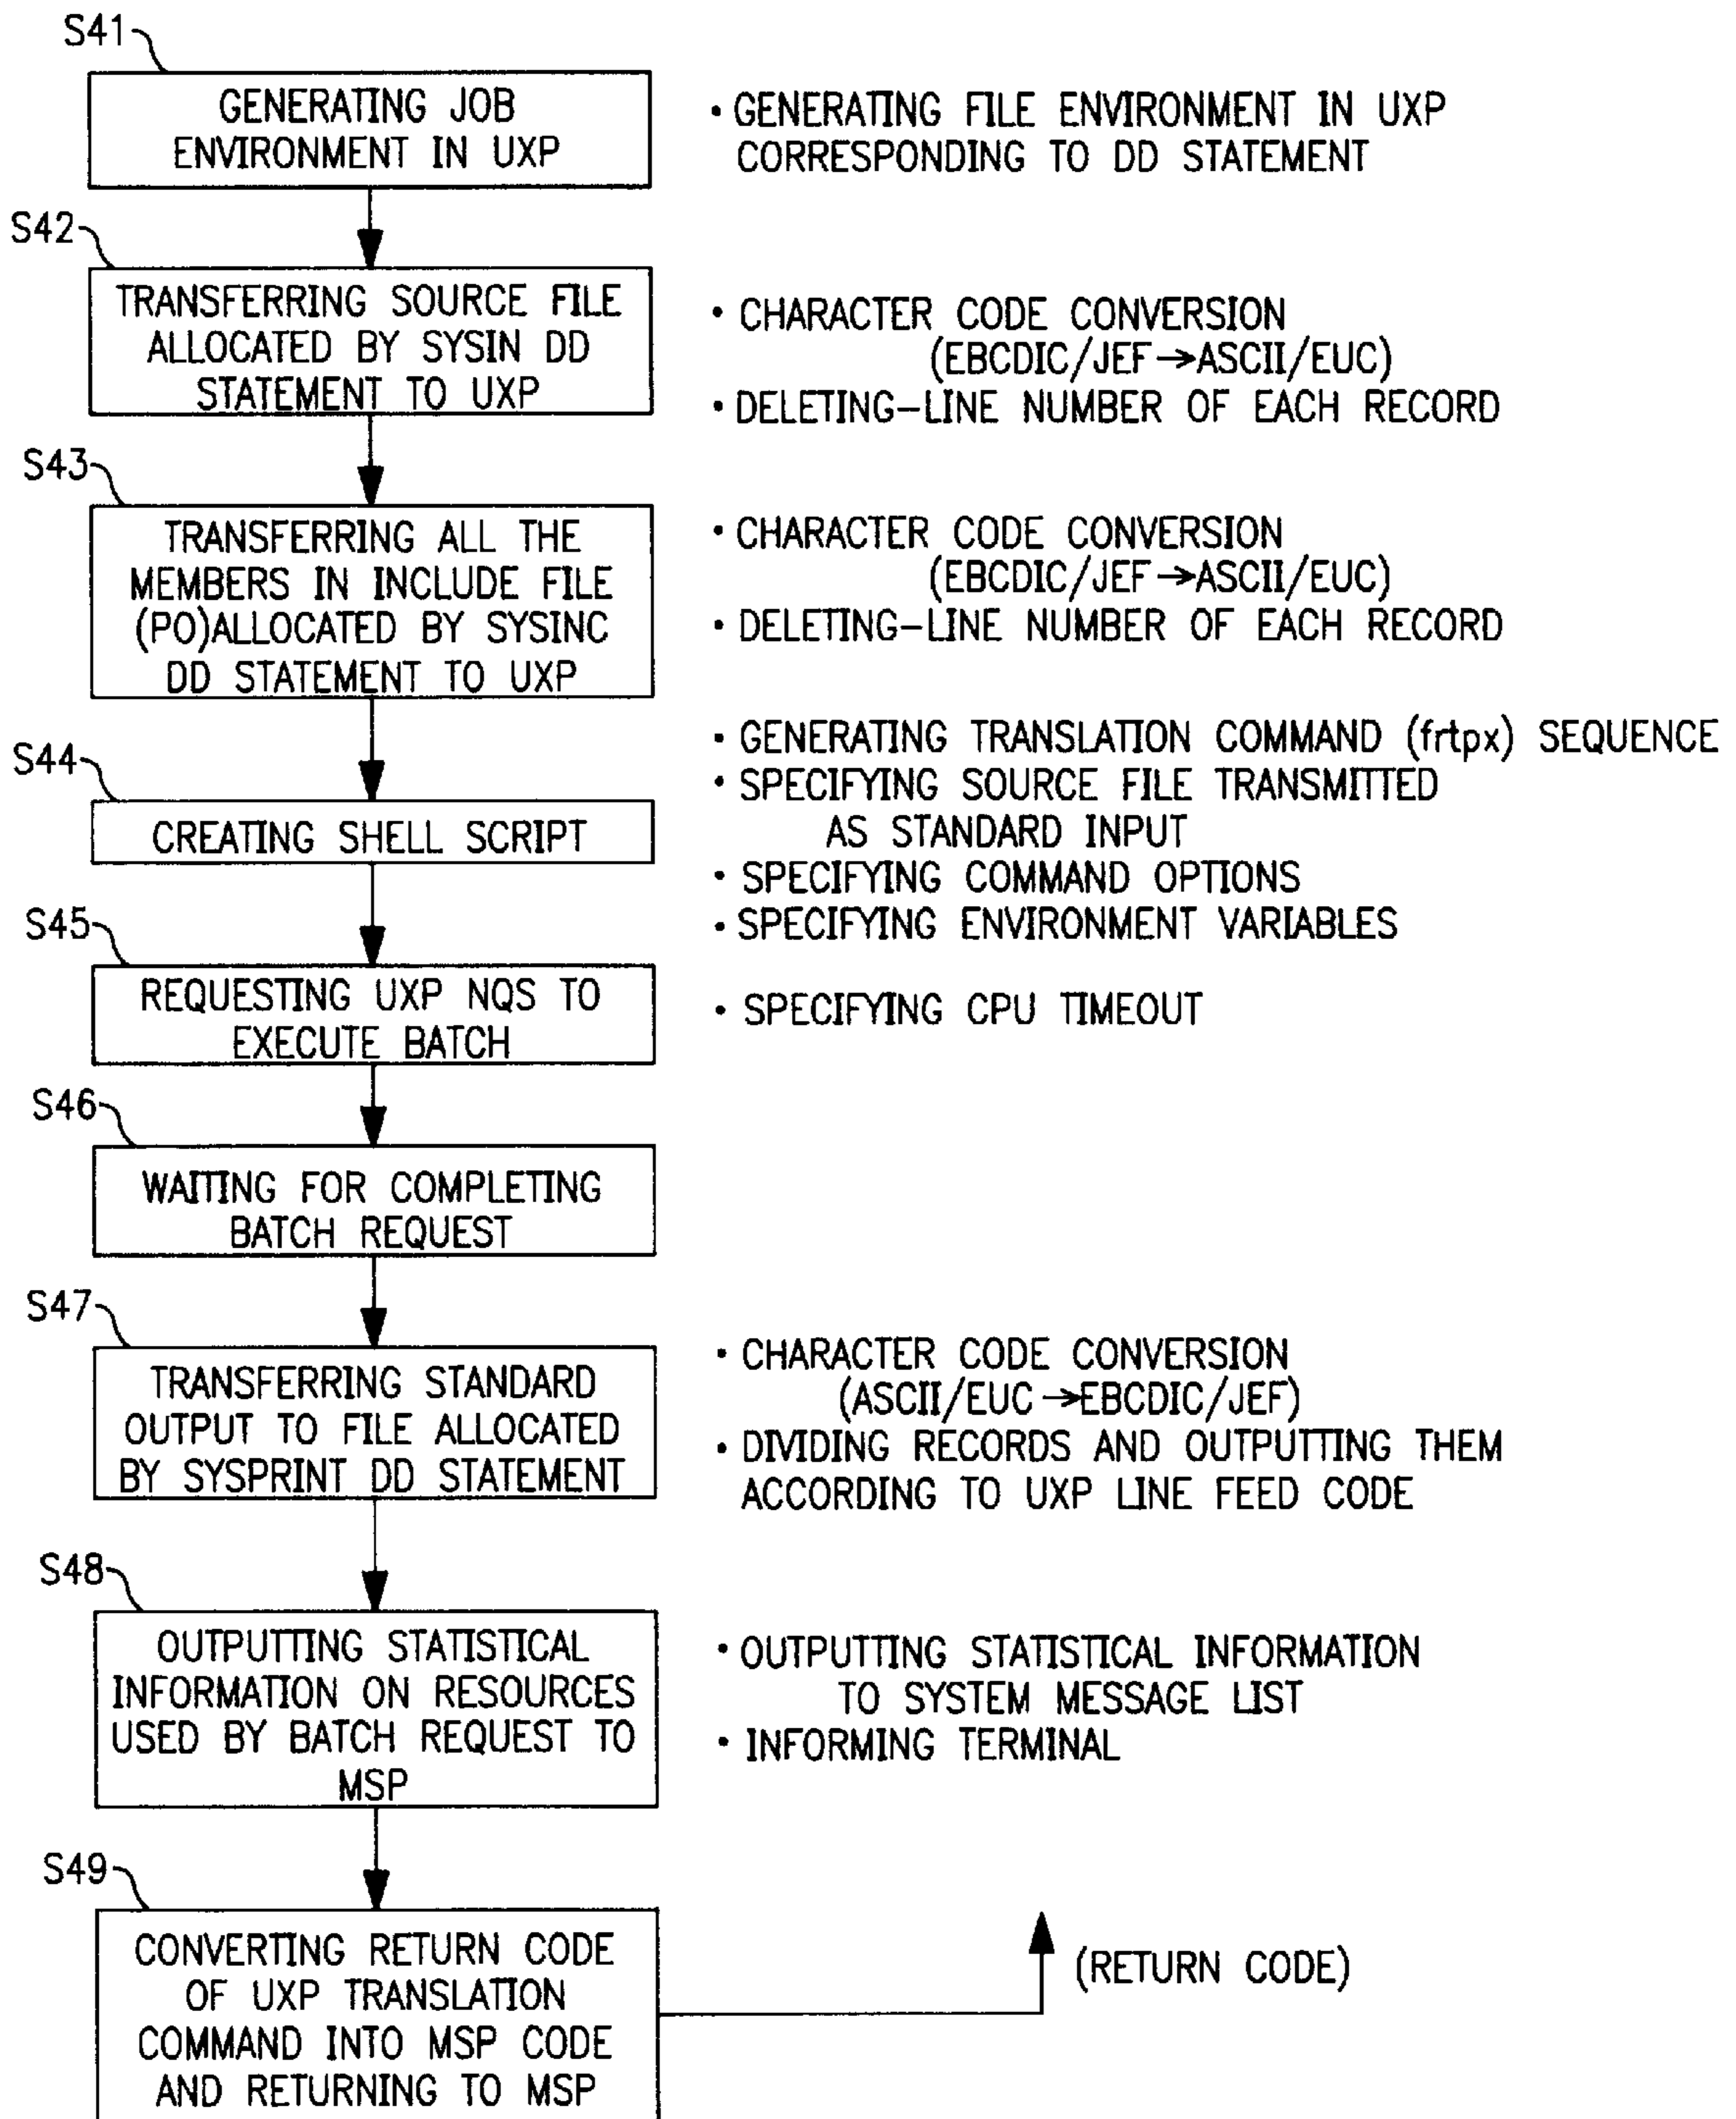 S41
GENERATING JOB
ENVIRONMENT IN UXP
• GENERATING FILE ENVIRONMENT IN UXP
CORRESPONDING TO DD STATEMENT
S42
TRANSFERRING SOURCE FILE
ALLOCATED BY SYSIN DD
STATEMENT TO UXP
• CHARACTER CODE CONVERSION
(EBCDIC/JEF→ASCII/EUC)
• DELETING-LINE NUMBER OF EACH RECORD
S43
TRANSFERRING ALL THE
MEMBERS IN INCLUDE FILE
(PO)ALLOCATED BY SYSINC
DD STATEMENT TO UXP
• CHARACTER CODE CONVERSION
(EBCDIC/JEF→ASCII/EUC)
• DELETING-LINE NUMBER OF EACH RECORD
S44
CREATING SHELL SCRIPT
• GENERATING TRANSLATION COMMAND (frtpx) SEQUENCE
• SPECIFYING SOURCE FILE TRANSMITTED
AS STANDARD INPUT
• SPECIFYING COMMAND OPTIONS
• SPECIFYING ENVIRONMENT VARIABLES
S45
REQUESTING UXP NQS TO
EXECUTE BATCH
• SPECIFYING CPU TIMEOUT
S46
WAITING FOR COMPLETING
BATCH REQUEST
S47
TRANSFERRING STANDARD
OUTPUT TO FILE ALLOCATED
BY SYSPRINT DD STATEMENT
• CHARACTER CODE CONVERSION
(ASCII/EUC→EBCDIC/JEF)
• DIVIDING RECORDS AND OUTPUTTING THEM
ACCORDING TO UXP LINE FEED CODE
S48
OUTPUTTING STATISTICAL
INFORMATION ON RESOURCES
USED BY BATCH REQUEST TO
MSP
• OUTPUTTING STATISTICAL INFORMATION
TO SYSTEM MESSAGE LIST
• INFORMING TERMINAL
S49
CONVERTING RETURN CODE
OF UXP TRANSLATION
COMMAND INTO MSP CODE
AND RETURNING TO MSP
(RETURN CODE)